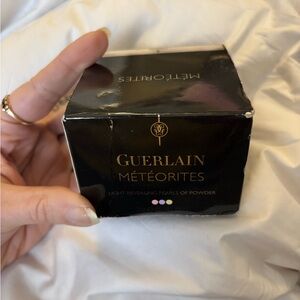 MÉTÉORITES
GUERLAIN
MÉTÉORITES
LIGHT REVEALING PEARLS OF POWDER